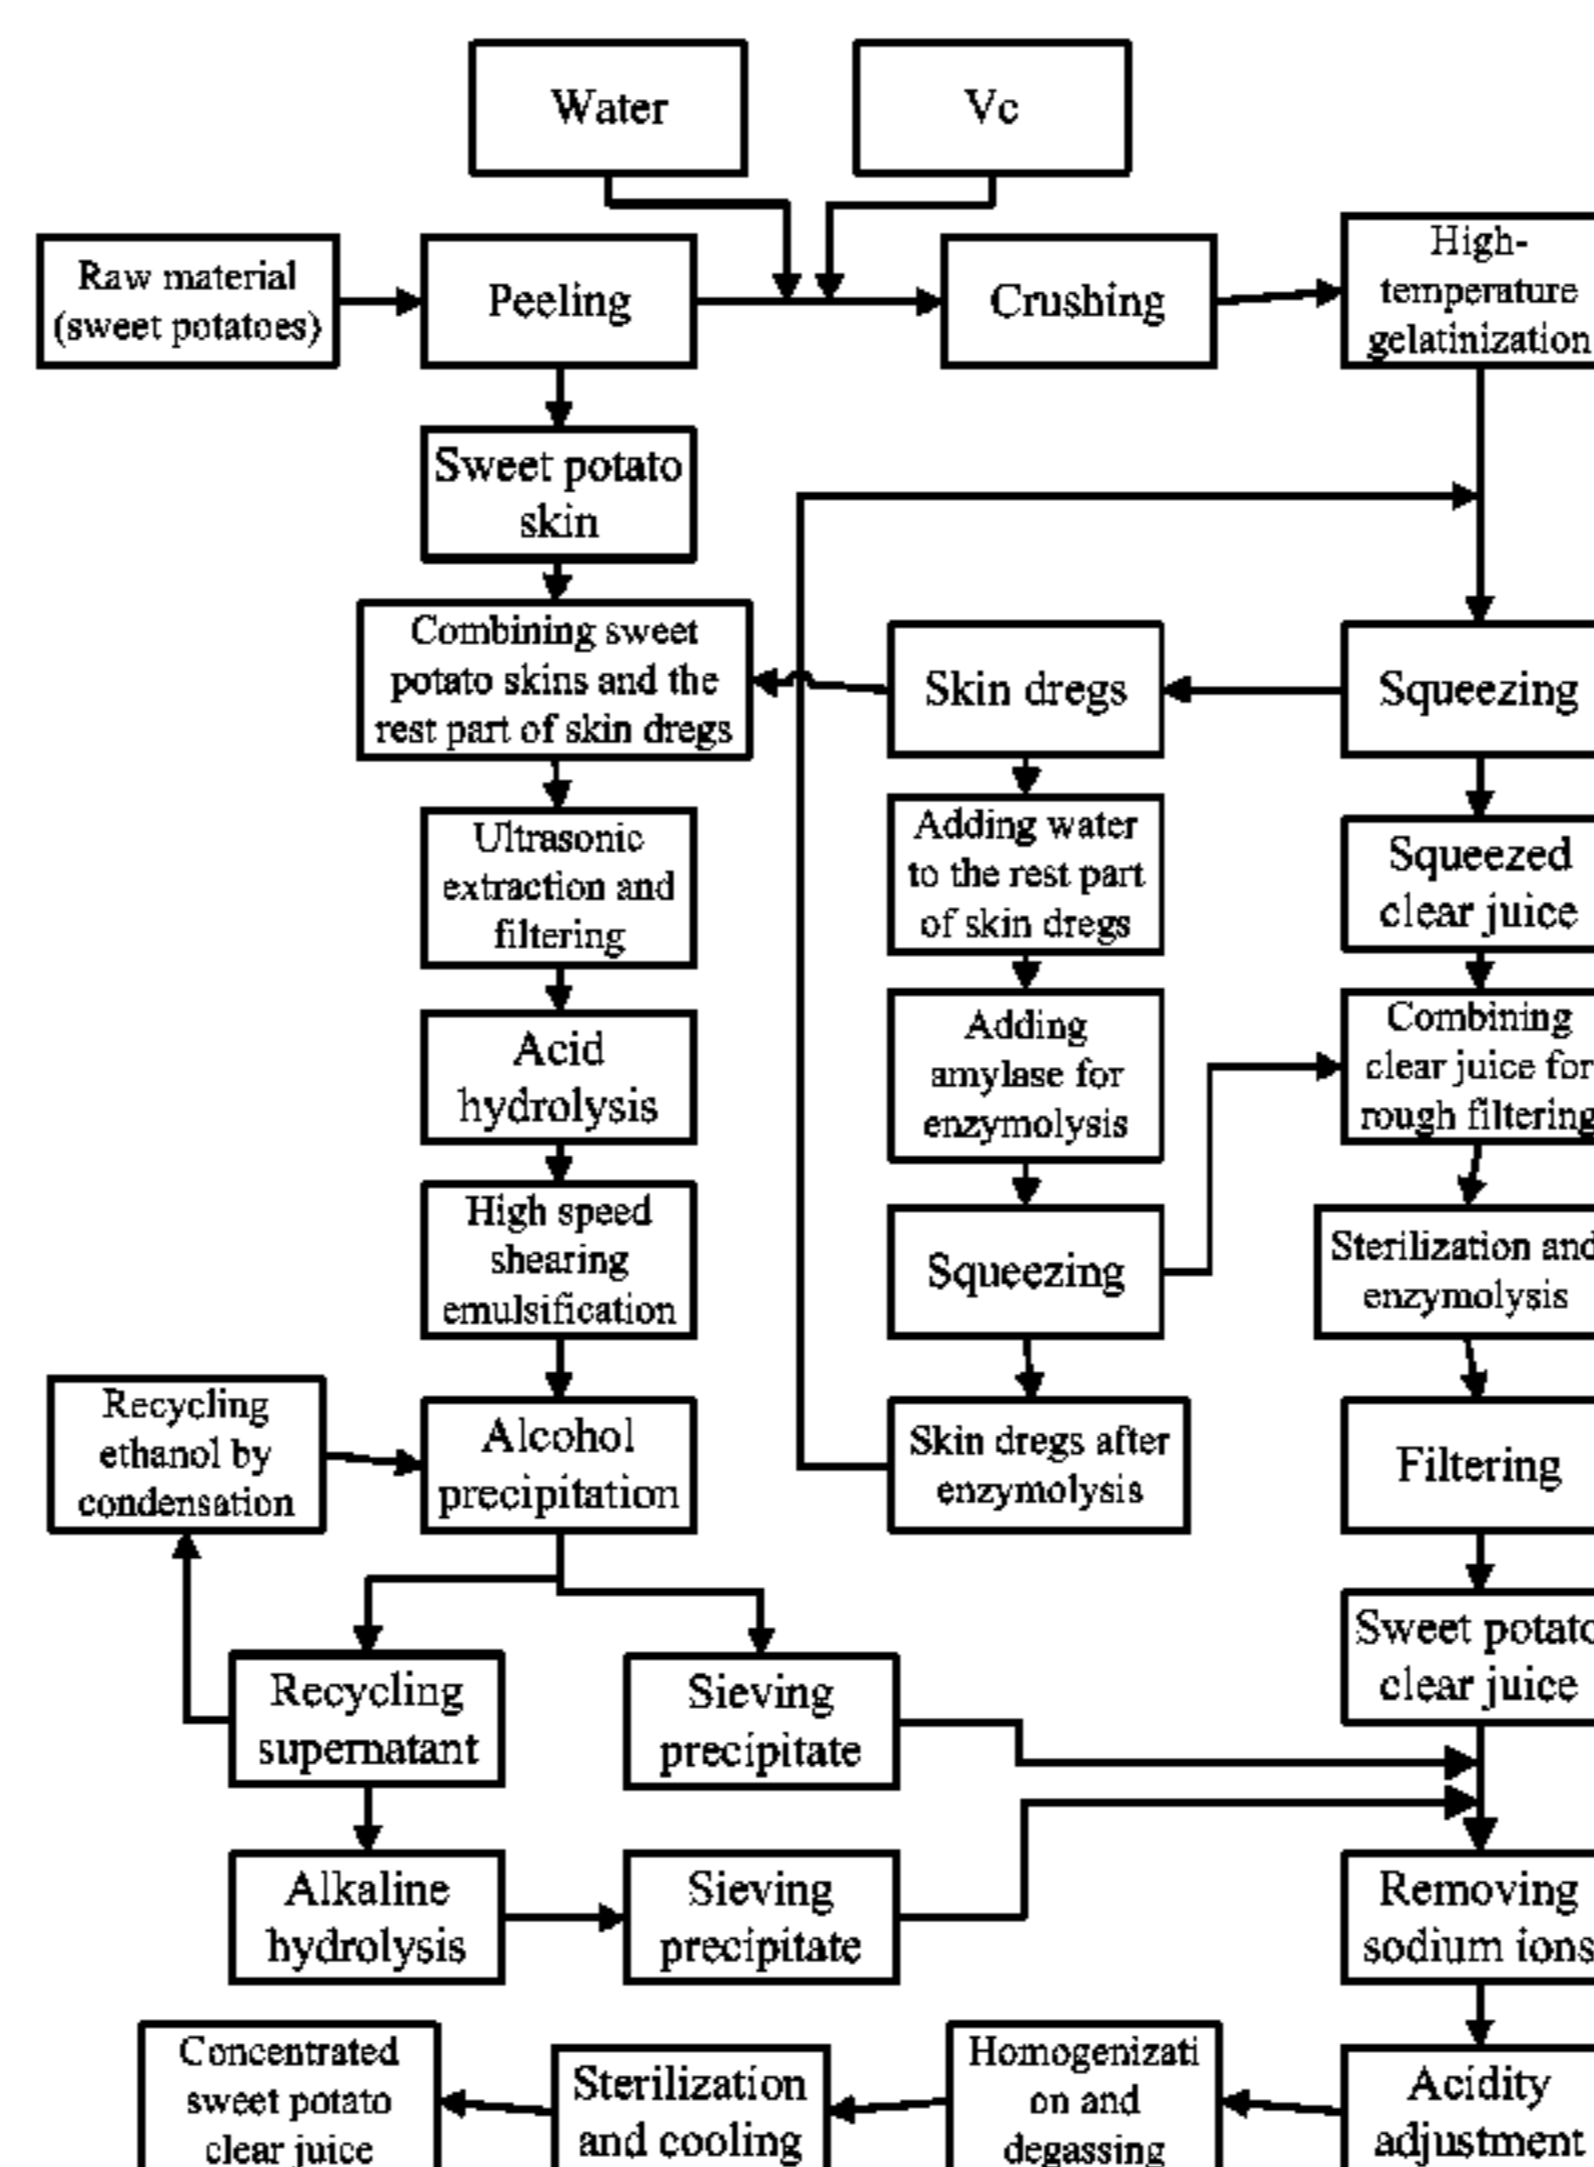 Water
Vc
Raw material
(sweet potatoes)
Peeling
Crushing
High-
temperature
gelatinization
Sweet potato
skin
Combining sweet
potato skins and the
rest part of skin dregs
Skin dregs
Squeezing
Ultrasonic
extraction and
filtering
Adding water
to the rest part
of skin dregs
Squeezed
clear juice
Acid
hydrolysis
Adding
amylase for
enzymolysis
Combining
clear juice for
rough filtering
High speed
shearing
emulsification
Squeezing
Sterilization and
enzymolysis
Recycling
ethanol by
condensation
Alcohol
precipitation
Skin dregs after
enzymolysis
Filtering
Recycling
supernatant
Sieving
precipitate
Sweet potato
clear juice
Alkaline
hydrolysis
Sieving
precipitate
Removing
sodium ions
Concentrated
sweet potato
clear juice
Sterilization
and cooling
Homogenizati
on and
degassing
Acidity
adjustment